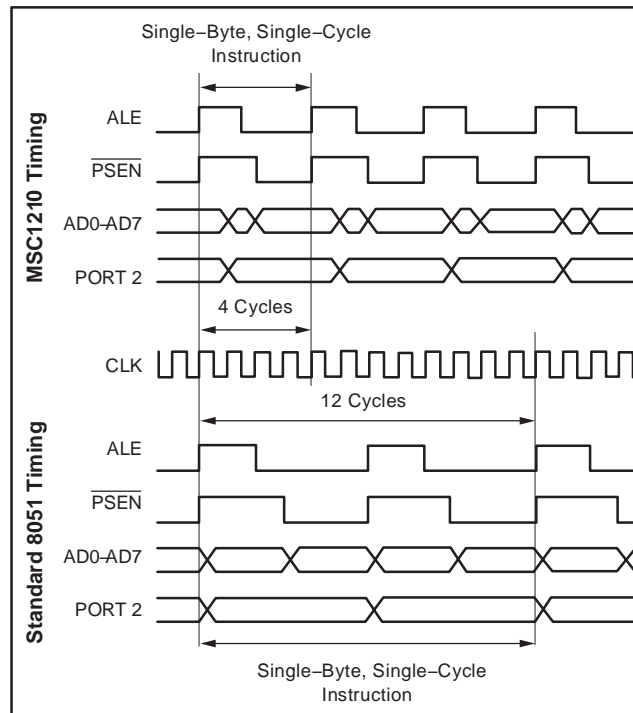 Single–Byte, Single–Cycle
Instruction
MSC1210 Timing
ALE
PSEN
AD0-AD7
PORT 2
4 Cycles
CLK
12 Cycles
Standard 8051 Timing
ALE
PSEN
AD0-AD7
PORT 2
Single–Byte, Single–Cycle
Instruction